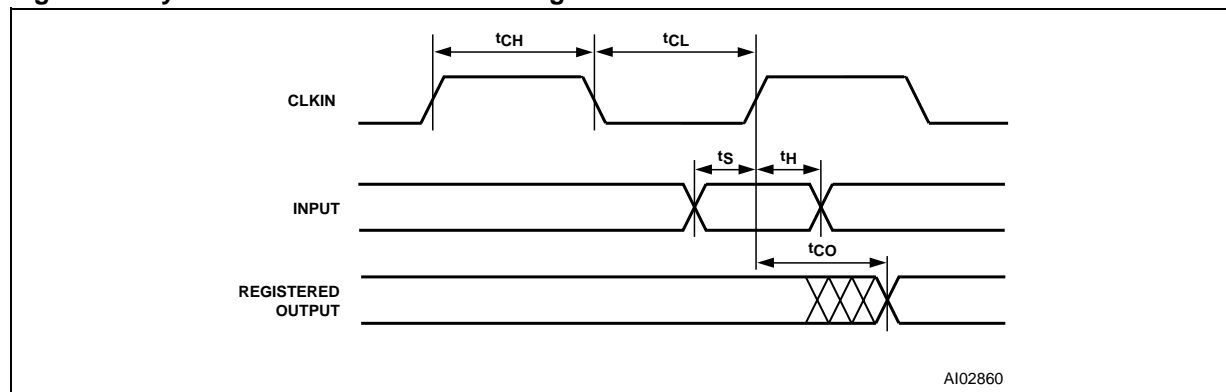 tCH
tCL
CLKIN
tS
tH
INPUT
tCO
REGISTERED
OUTPUT
AI02860